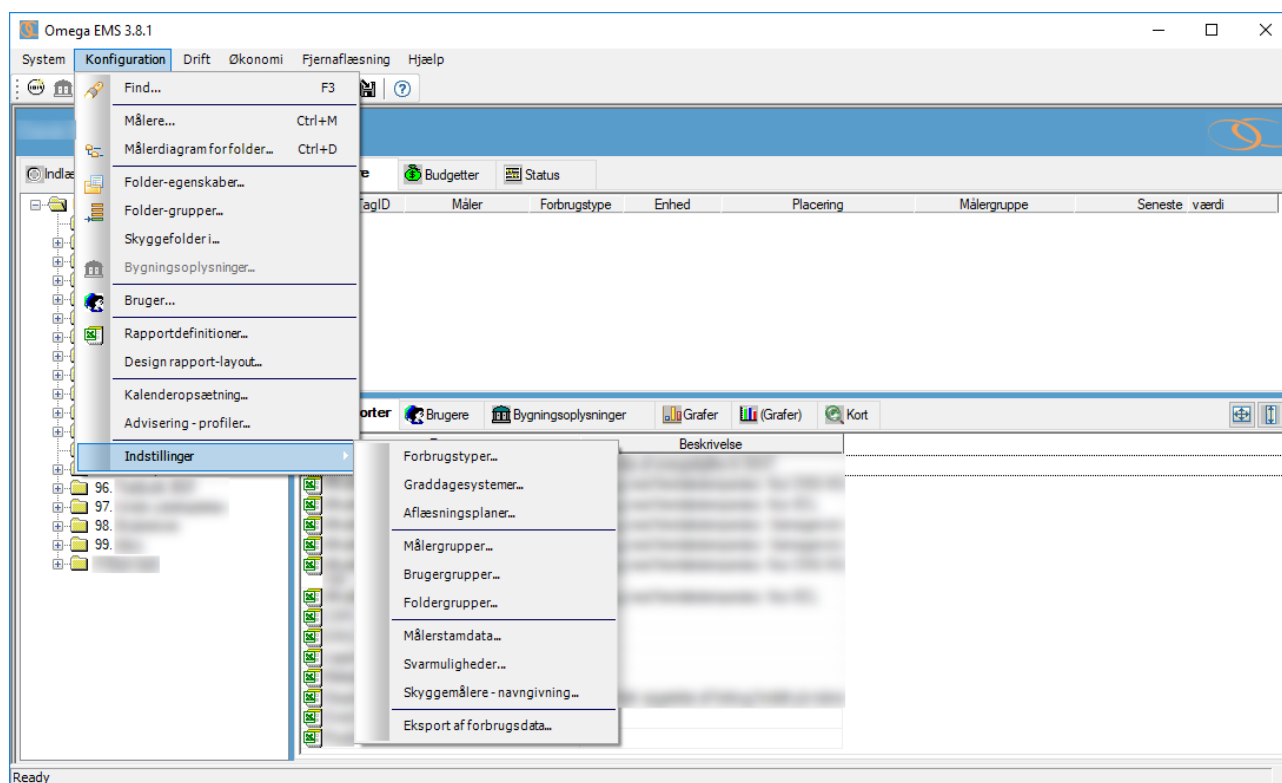 Omega EMS 3.8.1
System Konfiguration Drift Økonomi Fjernaflæsning Hjælp
Find... F3
Målere... Ctrl+M
Målerdiagram for folder... Ctrl+D
Folder-egenskaber...
Folder-grupper...
Skyggefolder i...
Bygningsoplysninger...
Bruger...
Rapportdefinitioner...
Design rapport-layout...
Kalenderopsætning...
Advisering - profiler...
Indstillinger
Budgetter Status
TagID Måler Forbrugstype Enhed Placering Målergruppe Seneste værdi
Brugere Bygningsoplysninger Grafer (Grafer) Kort
Beskrivelse
Forbrugstyper...
Graddagesystemer...
Aflæsningsplaner...
Målergrupper...
Brugergrupper...
Foldergrupper...
Målerstamdata...
Svarmuligheder...
Skyggemålere - navngivning...
Eksport af forbrugsdata...
96.
97.
98.
99.
Ready